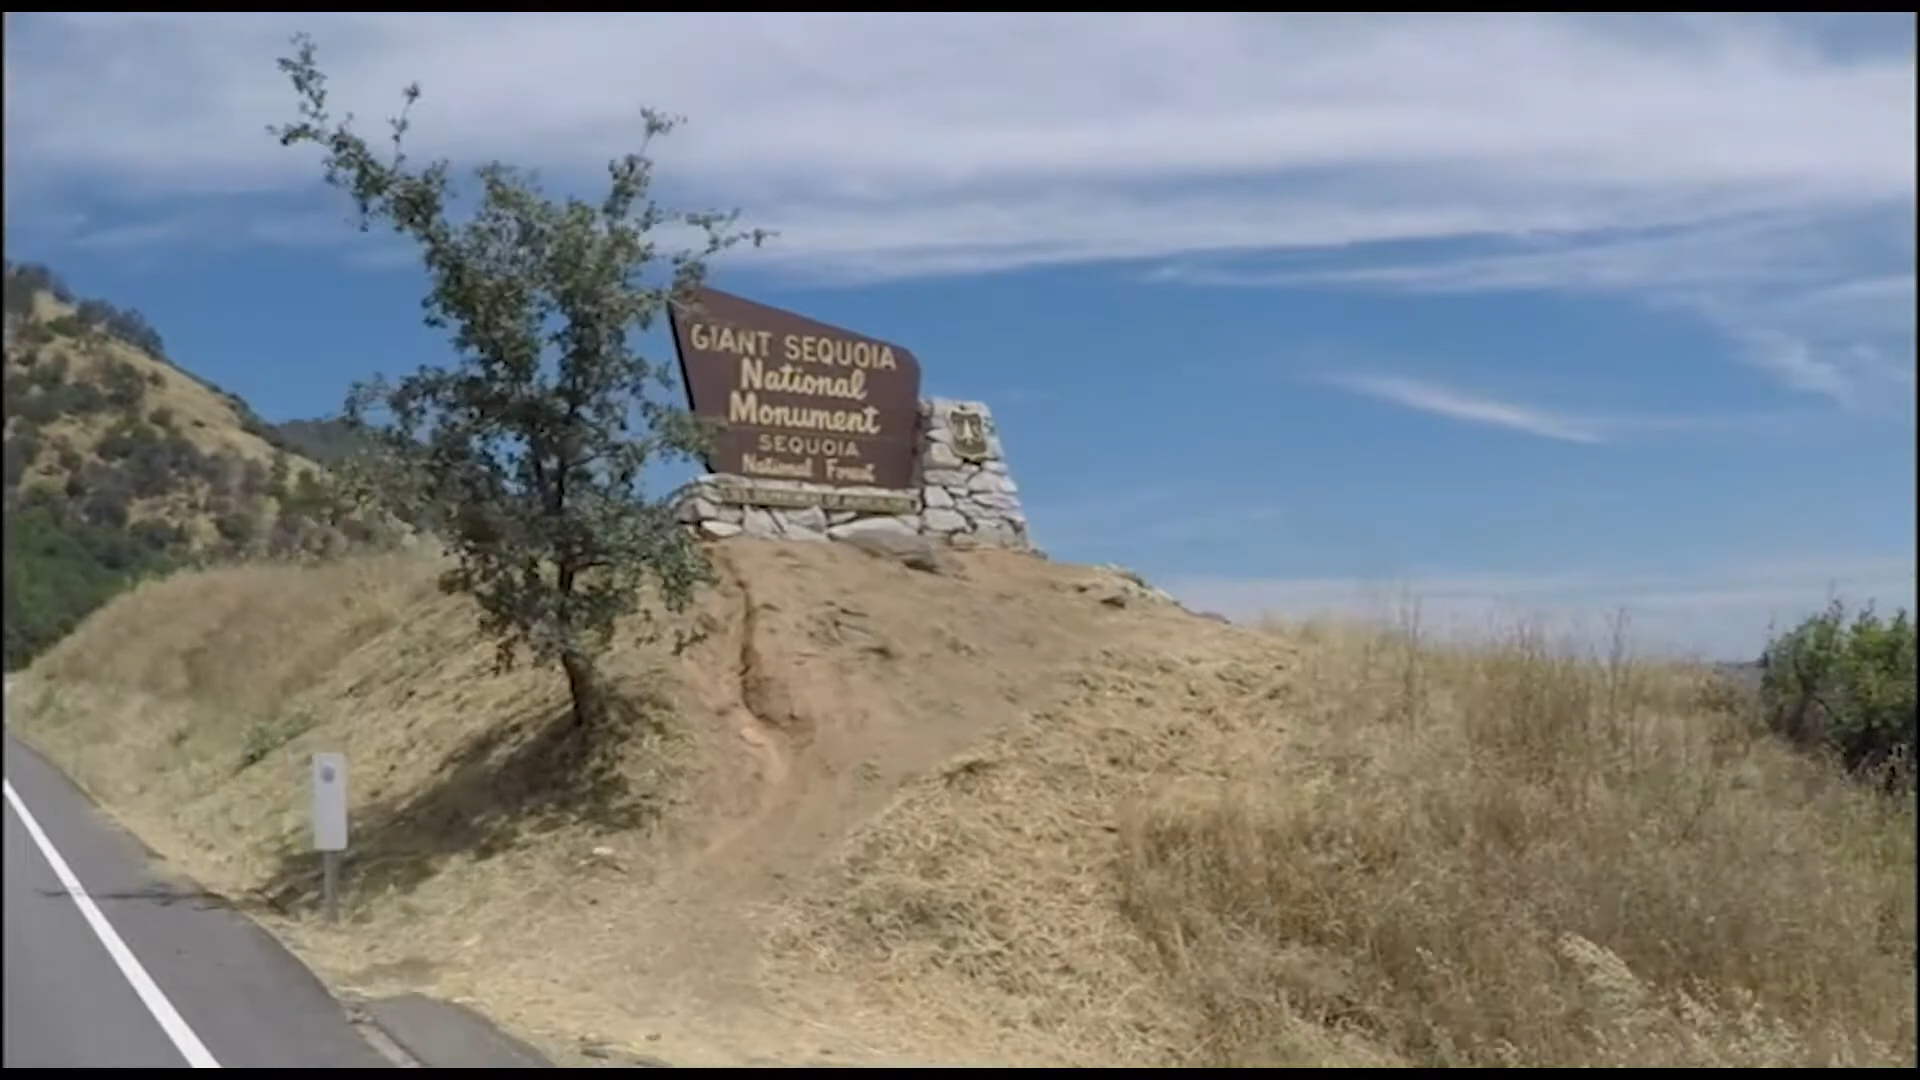 GIANT SEQUOIA
National
Monument
SEQUOIA
National Forest